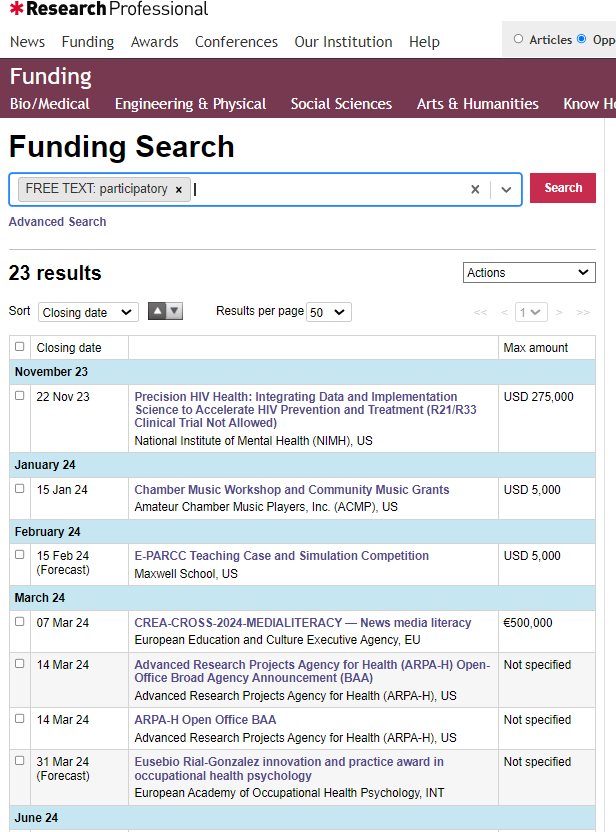 Research Professional
News Funding Awards Conferences Our Institution Help
Articles Opp
Funding
Bio/Medical Engineering & Physical Social Sciences Arts & Humanities Know H
Funding Search
FREE TEXT: participatory × Search
Advanced Search
23 results
Actions
Sort Closing date Results per page 50 << < 1 > >>
Closing date Max amount
November 23
22 Nov 23 Precision HIV Health: Integrating Data and Implementation USD 275,000
Science to Accelerate HIV Prevention and Treatment (R21/R33
Clinical Trial Not Allowed)
National Institute of Mental Health (NIMH), US
January 24
15 Jan 24 Chamber Music Workshop and Community Music Grants USD 5,000
Amateur Chamber Music Players, Inc. (ACMP), US
February 24
15 Feb 24 E-PARCC Teaching Case and Simulation Competition USD 5,000
(Forecast) Maxwell School, US
March 24
07 Mar 24 CREA-CROSS-2024-MEDIALITERACY — News media literacy €500,000
European Education and Culture Executive Agency, EU
14 Mar 24 Advanced Research Projects Agency for Health (ARPA-H) Open- Not specified
Office Broad Agency Announcement (BAA)
Advanced Research Projects Agency for Health (ARPA-H), US
14 Mar 24 ARPA-H Open Office BAA Not specified
Advanced Research Projects Agency for Health (ARPA-H), US
31 Mar 24 Eusebio Rial-Gonzalez innovation and practice award in Not specified
(Forecast) occupational health psychology
European Academy of Occupational Health Psychology, INT
June 24